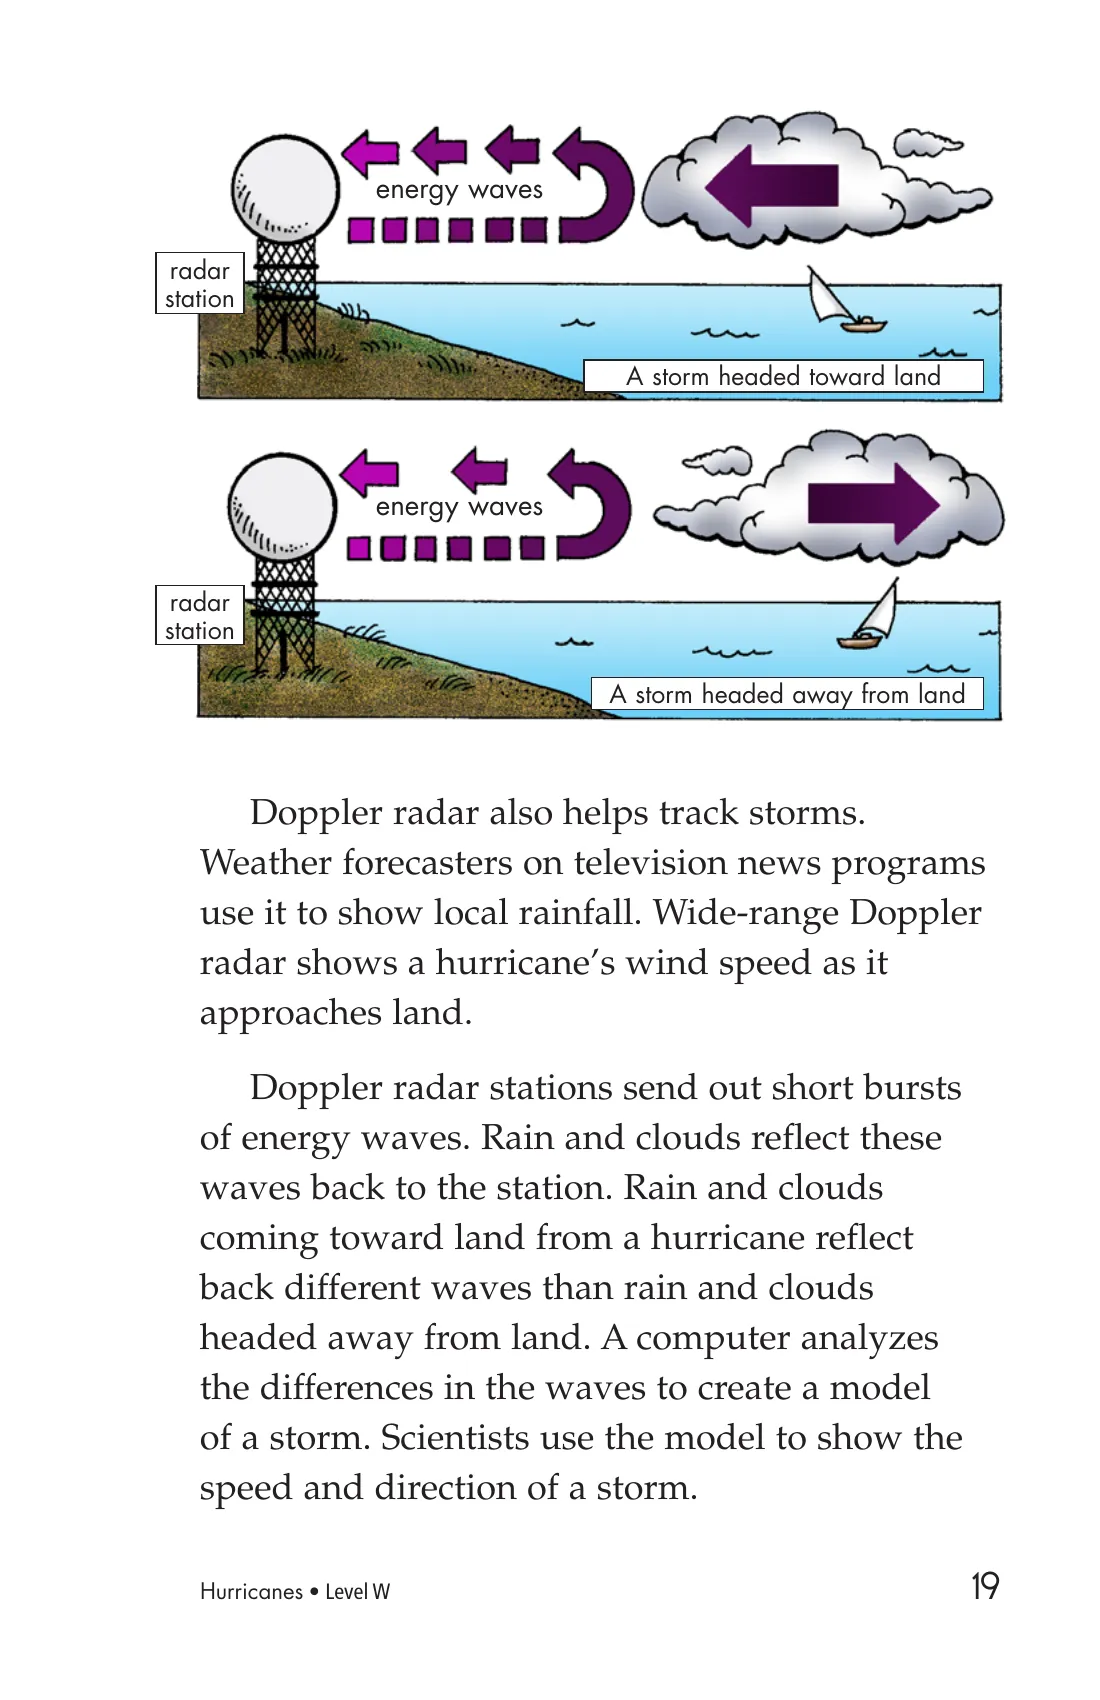 energy waves
radar
station
A storm headed toward land
energy waves
radar
station
A storm headed away from land
Doppler radar also helps track storms.
Weather forecasters on television news programs
use it to show local rainfall. Wide-range Doppler
radar shows a hurricane’s wind speed as it
approaches land.
Doppler radar stations send out short bursts
of energy waves. Rain and clouds reflect these
waves back to the station. Rain and clouds
coming toward land from a hurricane reflect
back different waves than rain and clouds
headed away from land. A computer analyzes
the differences in the waves to create a model
of a storm. Scientists use the model to show the
speed and direction of a storm.
Hurricanes • Level W
19